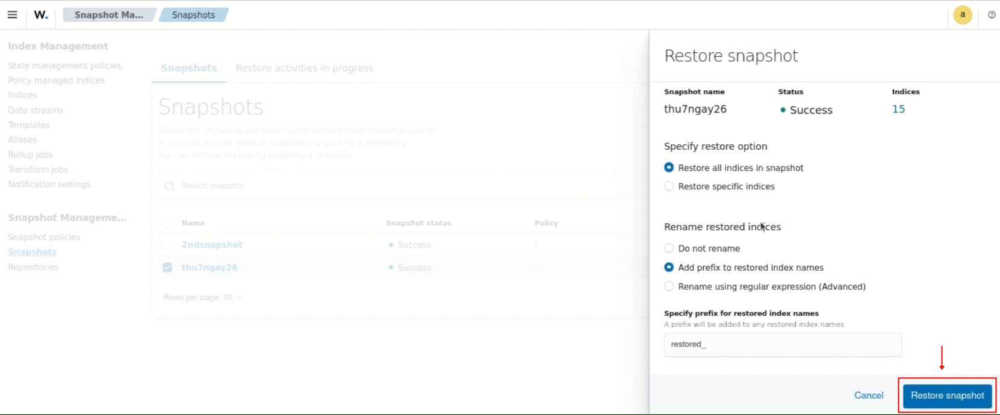 W.
Snapshot Ma...
Snapshots
a
Index Management
State management policies
Policy managed indices
Indices
Data streams
Templates
Aliases
Rollup jobs
Transform jobs
Notification settings
Snapshot Manageme...
Snapshot policies
Snapshots
Repositories
Snapshots
Restore activities in progress
Snapshots
Snapshots of indices are taken automatically from snapshot policies,
or you can initiate manual snapshots to save to a repository.
You can restore indices by selecting a snapshot.
Search snapshot
Name
Snapshot status
Policy
2ndsnapshot
Success
-
thu7ngay26
Success
-
Rows per page: 10
Restore snapshot
Snapshot name
Status
Indices
thu7ngay26
Success
15
Specify restore option
Restore all indices in snapshot
Restore specific indices
Rename restored indices
Do not rename
Add prefix to restored index names
Rename using regular expression (Advanced)
Specify prefix for restored index names
A prefix will be added to any restored index names.
restored_
Cancel
Restore snapshot